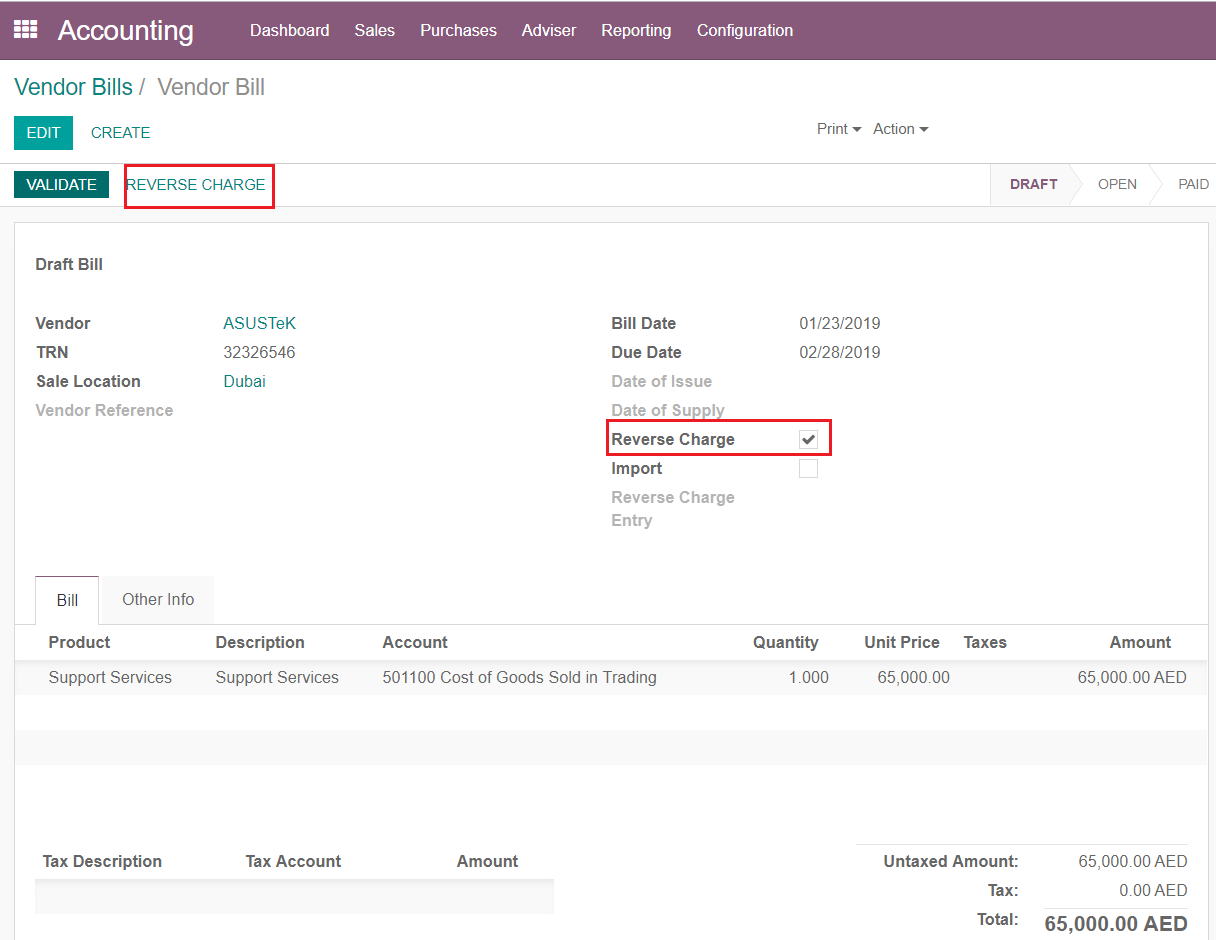 Accounting Dashboard Sales Purchases Adviser Reporting Configuration
Vendor Bills / Vendor Bill
EDIT CREATE Print Action
VALIDATE REVERSE CHARGE DRAFT OPEN PAID
Draft Bill
Vendor ASUSTeK Bill Date 01/23/2019
TRN 32326546 Due Date 02/28/2019
Sale Location Dubai Date of Issue
Vendor Reference Date of Supply
Reverse Charge
Import
Reverse Charge
Entry
Bill Other Info
Product Description Account Quantity Unit Price Taxes Amount
Support Services Support Services 501100 Cost of Goods Sold in Trading 1.000 65,000.00 65,000.00 AED
Tax Description Tax Account Amount Untaxed Amount: 65,000.00 AED
Tax: 0.00 AED
Total: 65,000.00 AED